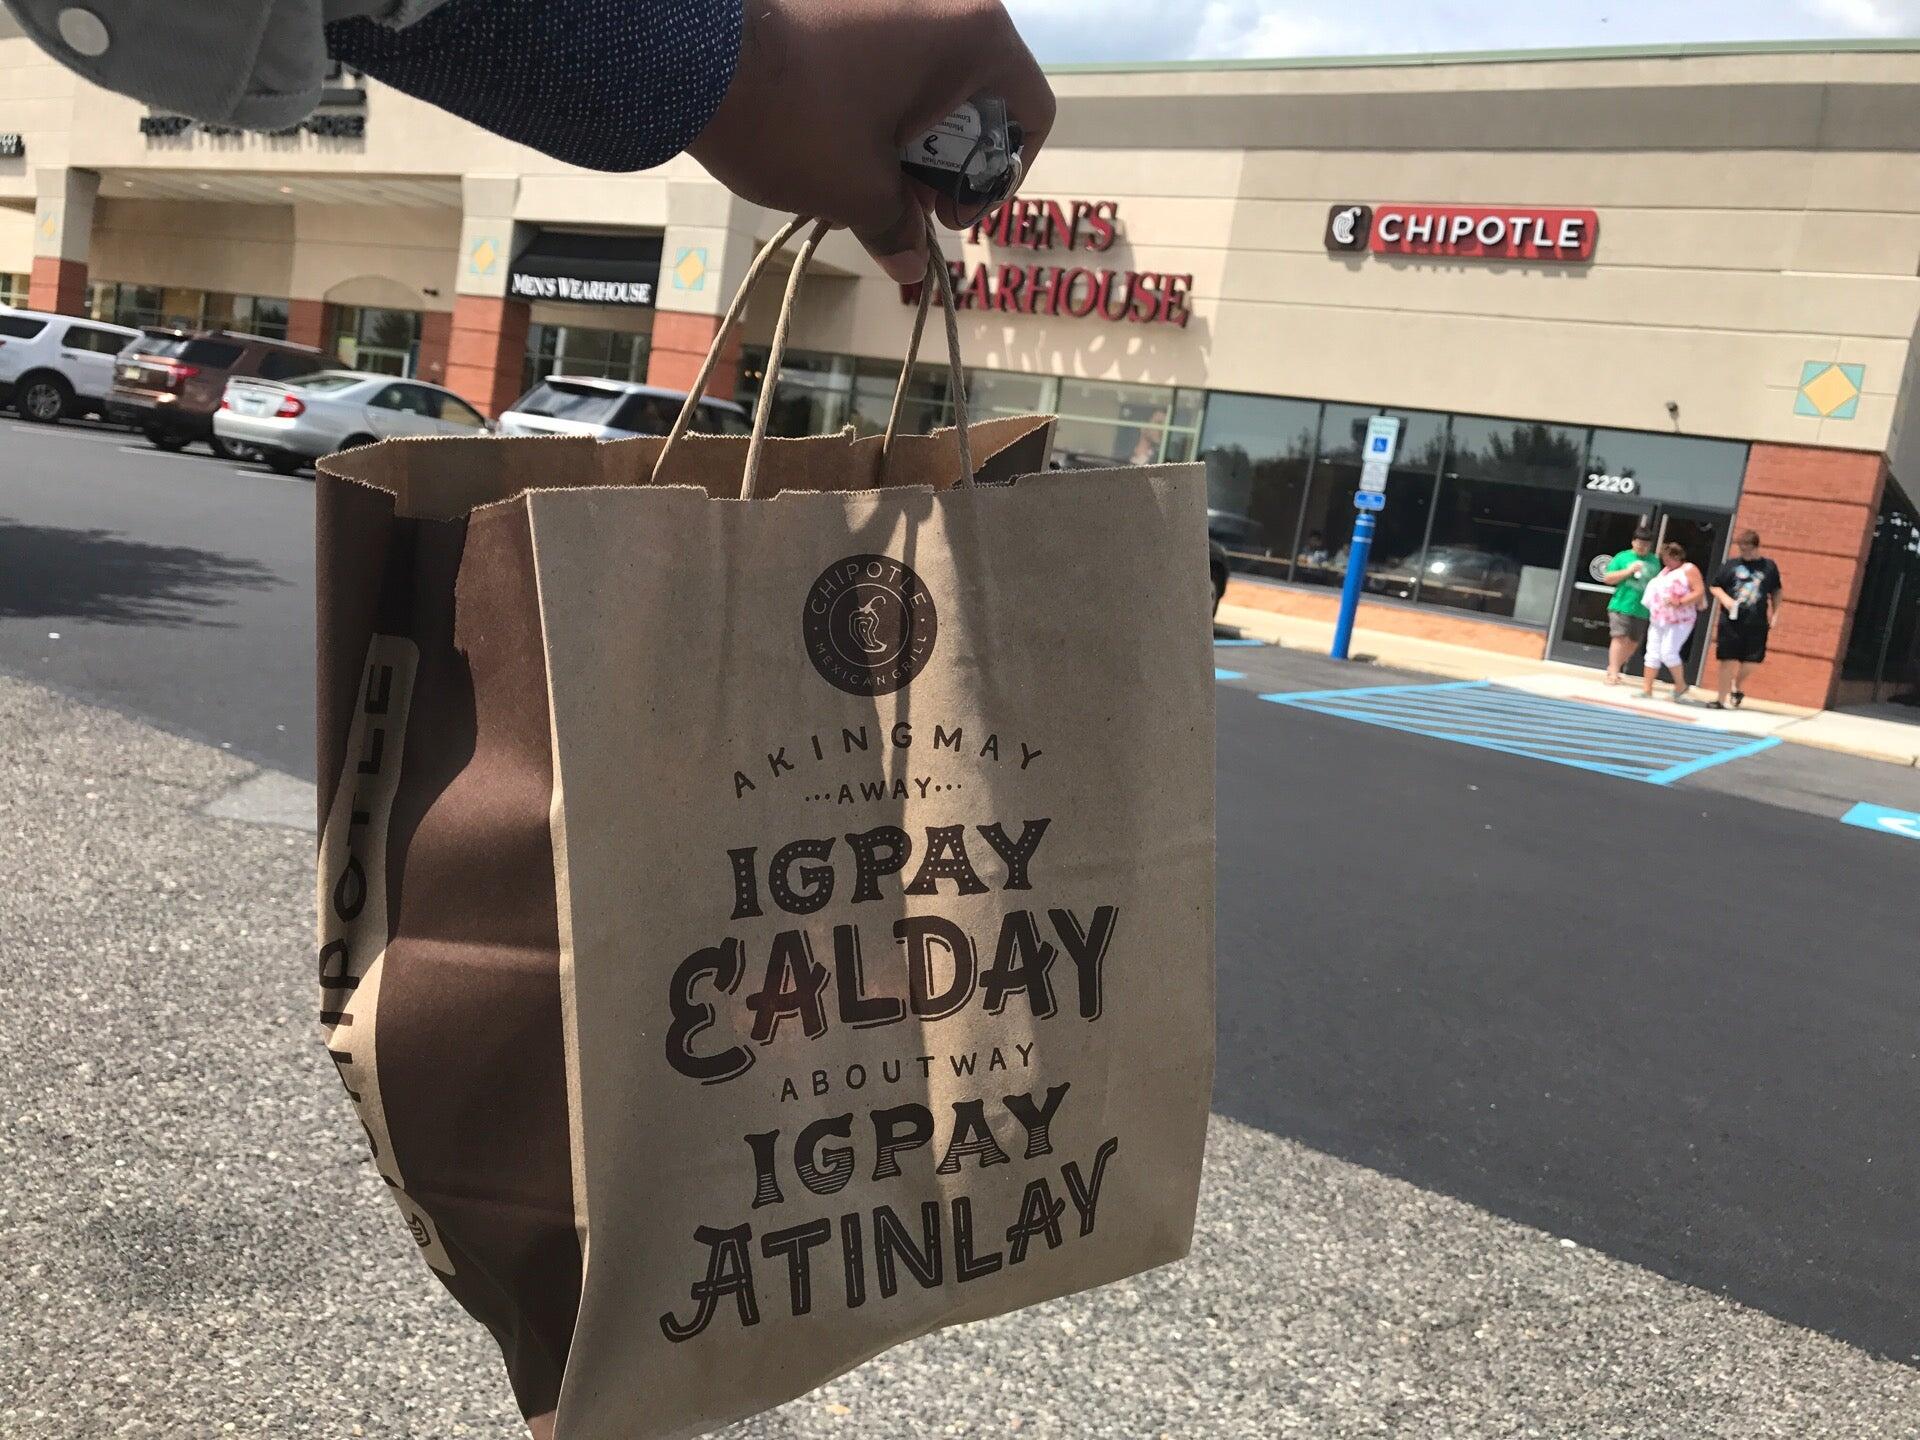 MEN'S WEARHOUSE
MEN'S
WEARHOUSE
CHIPOTLE
2220
CHIPOTLE
MEXICAN GRILL
AKINGMAY
...AWAY...
IGPAY
EALDAY
ABOUTWAY
IGPAY
ATINLAY
CHIPOTLE